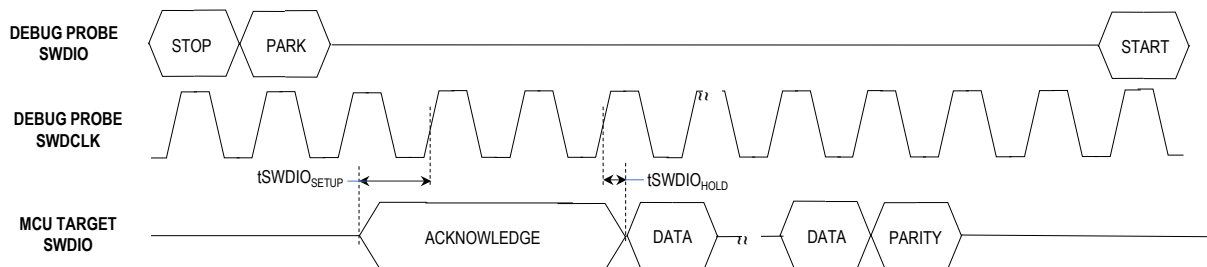 DEBUG PROBE
SWDIO
STOP
PARK
START
DEBUG PROBE
SWDCLK
tSWDIOSETUP
tSWDIOHOLD
MCU TARGET
SWDIO
ACKNOWLEDGE
DATA
DATA
PARITY